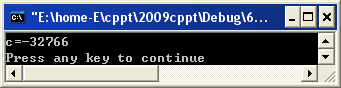 "E:\home-E\cppt\2009cppt\Debug\6...
c=-32766
Press any key to continue